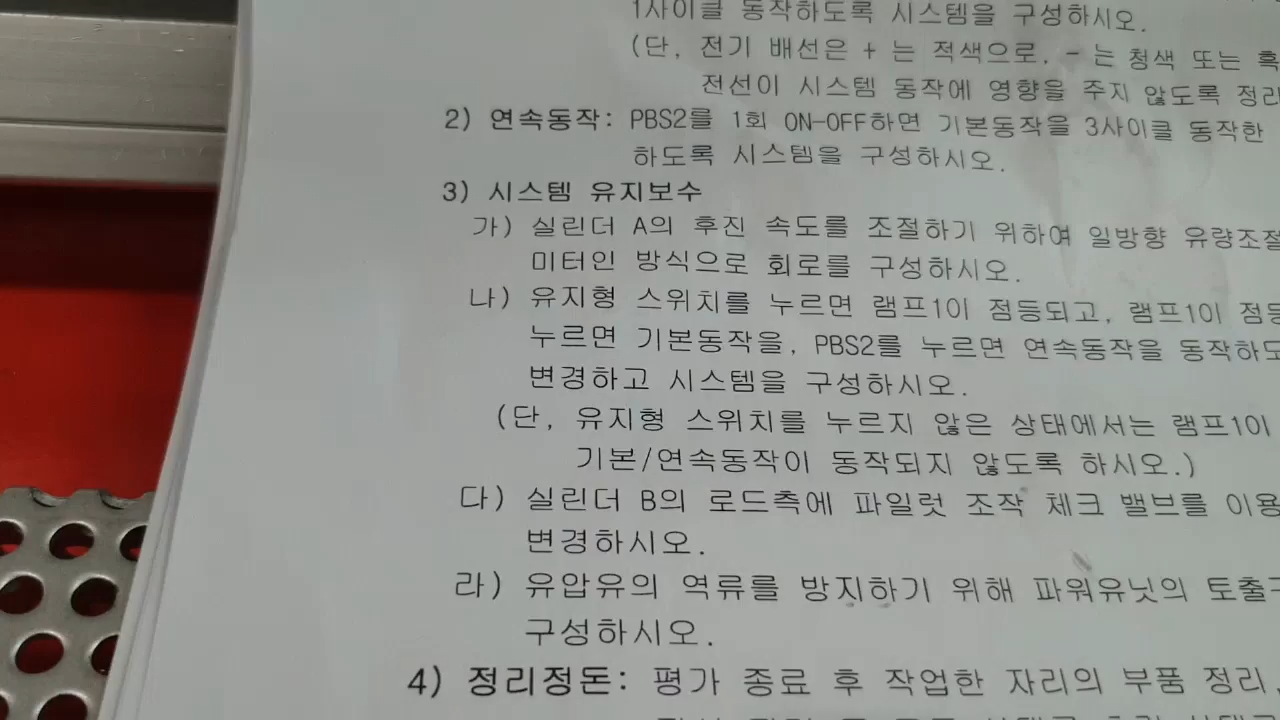 1사이클 동작하도록 시스템을 구성하시오.
(단, 전기 배선은 + 는 적색으로, - 는 청색 또는
전선이 시스템 동작에 영향을 주지 않도록 정리
2) 연속동작: PBS2를 1회 ON-OFF하면 기본동작을 3사이클 동작한
하도록 시스템을 구성하시오.
3) 시스템 유지보수
가) 실린더 A의 후진 속도를 조절하기 위하여 일방향 유량조절
미터인 방식으로 회로를 구성하시오.
나) 유지형 스위치를 누르면 램프1이 점등되고, 램프1이 점등
누르면 기본동작을, PBS2를 누르면 연속동작을 동작하도
변경하고 시스템을 구성하시오.
(단, 유지형 스위치를 누르지 않은 상태에서는 램프1이
기본/연속동작이 동작되지 않도록 하시오.)
다) 실린더 B의 로드측에 파일럿 조작 체크 밸브를 이용
변경하시오.
라) 유압유의 역류를 방지하기 위해 파워유닛의 토출구
구성하시오.
4) 정리정돈: 평가 종료 후 작업한 자리의 부품 정리,